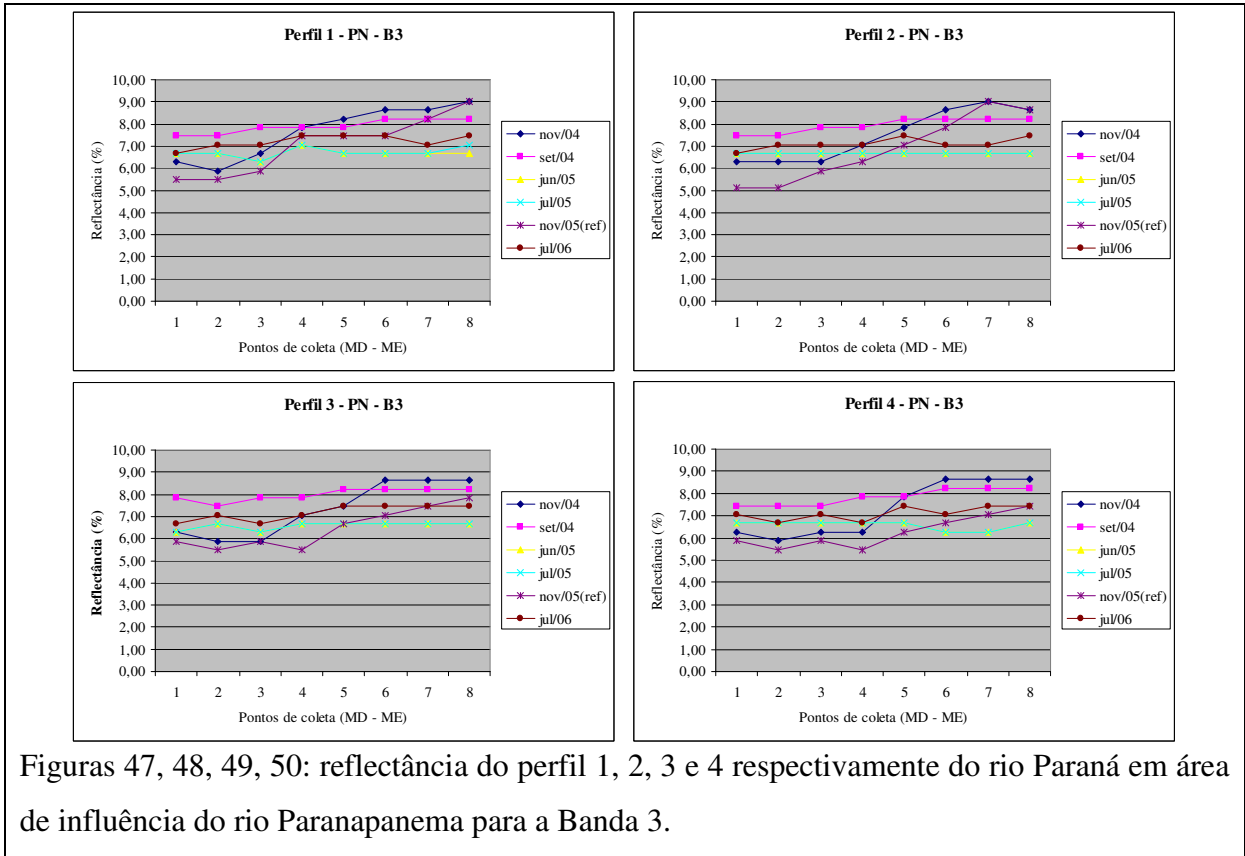 Perfil 1 - PN - B3
10,00
9,00
8,00
7,00
6,00
5,00
4,00
3,00
2,00
1,00
0,00
Reflectância (%)
1 2 3 4 5 6 7 8
Pontos de coleta (MD - ME)
nov/04
set/04
jun/05
jul/05
nov/05(ref)
jul/06
Perfil 2 - PN - B3
10,00
9,00
8,00
7,00
6,00
5,00
4,00
3,00
2,00
1,00
0,00
Reflectância (%)
1 2 3 4 5 6 7 8
Pontos de coleta (MD - ME)
nov/04
set/04
jun/05
jul/05
nov/05(ref)
jul/06
Perfil 3 - PN - B3
10,00
9,00
8,00
7,00
6,00
5,00
4,00
3,00
2,00
1,00
0,00
Reflectância (%)
1 2 3 4 5 6 7 8
Pontos de coleta (MD - ME)
nov/04
set/04
jun/05
jul/05
nov/05(ref)
jul/06
Perfil 4 - PN - B3
10,00
9,00
8,00
7,00
6,00
5,00
4,00
3,00
2,00
1,00
0,00
Reflectância (%)
1 2 3 4 5 6 7 8
Pontos de coleta (MD - ME)
nov/04
set/04
jun/05
jul/05
nov/05(ref)
jul/06
Figuras 47, 48, 49, 50: reflectância do perfil 1, 2, 3 e 4 respectivamente do rio Paraná em área
de influência do rio Paranapanema para a Banda 3.